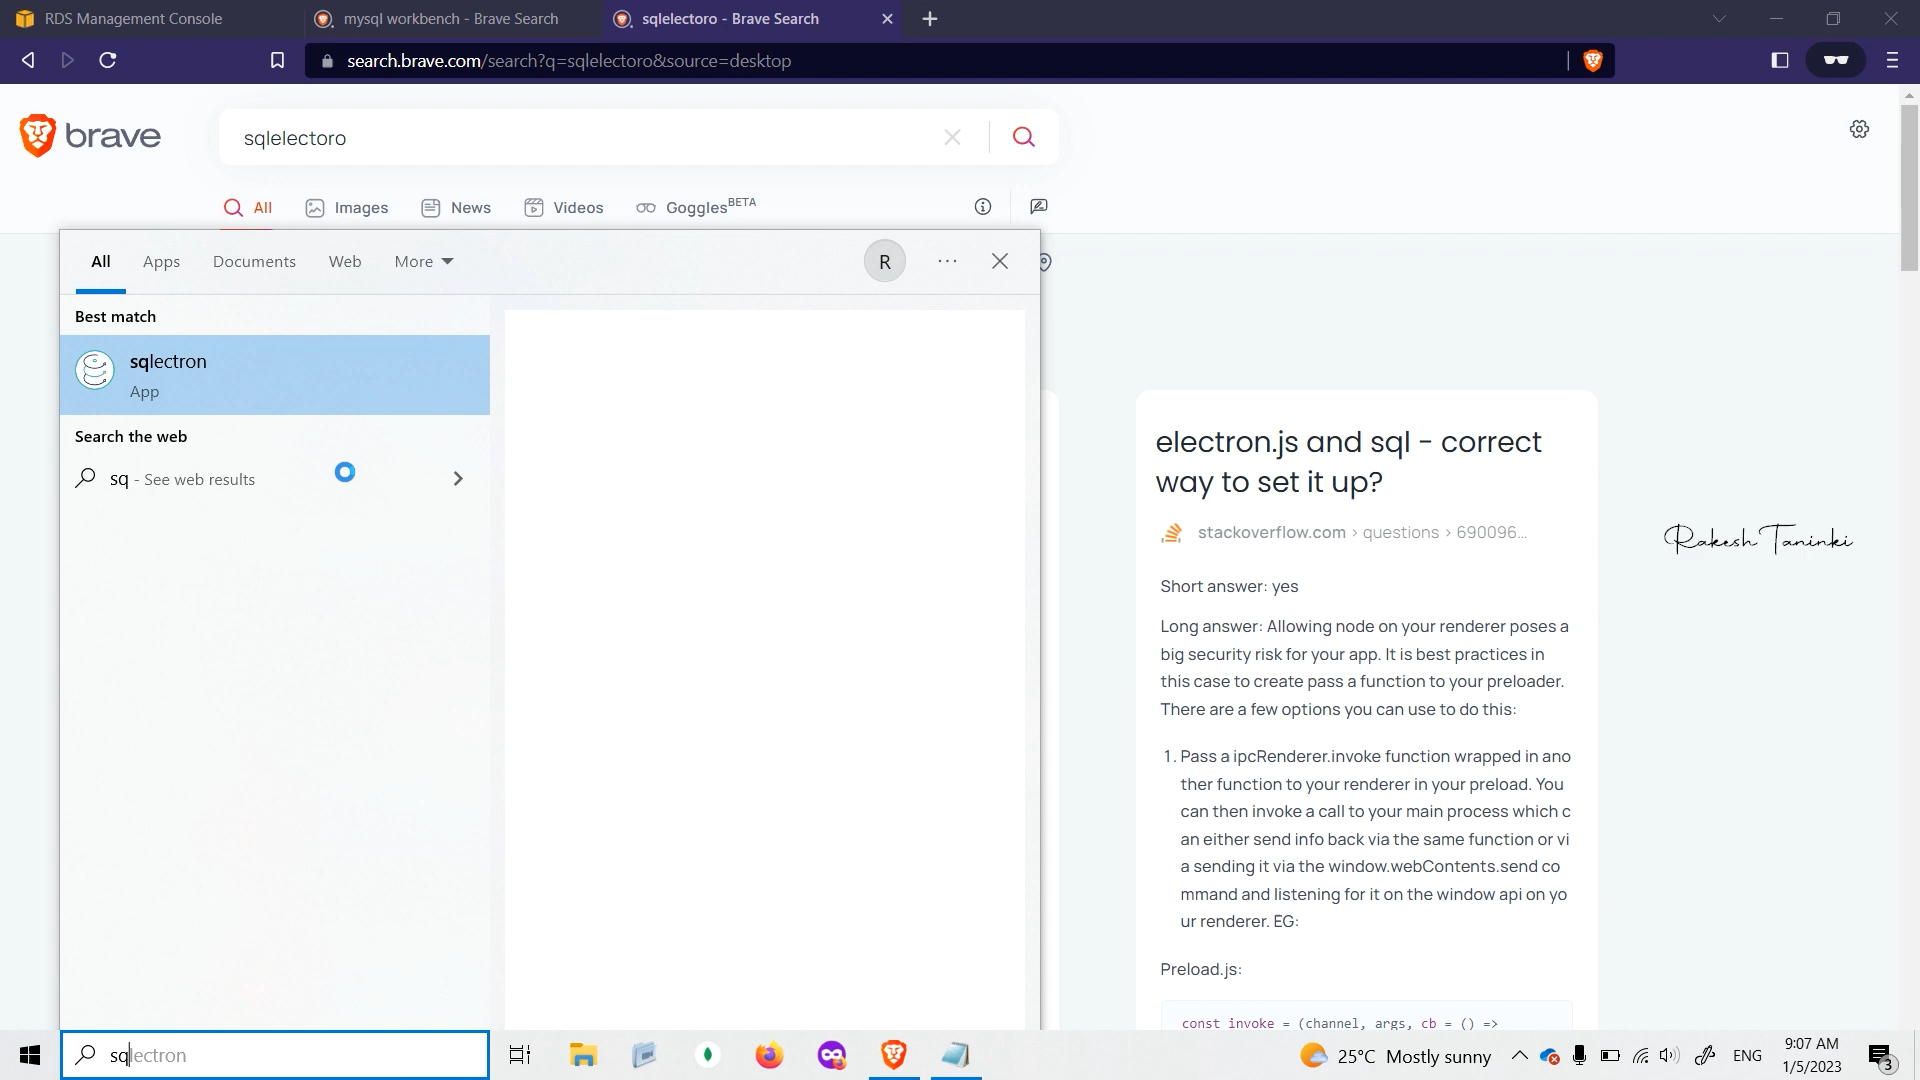 RDS Management Console
mysql workbench - Brave Search
sqlelectoro - Brave Search
search.brave.com/search?q=sqlelectoro&source=desktop
brave
sqlelectoro
All
Images
News
Videos
Goggles BETA
All
Apps
Documents
Web
More
R
Best match
sqlectron
App
Search the web
sq - See web results
electron.js and sql - correct
way to set it up?
stackoverflow.com › questions › 690096...
Short answer: yes
Long answer: Allowing node on your renderer poses a
big security risk for your app. It is best practices in
this case to create pass a function to your preloader.
There are a few options you can use to do this:
1. Pass a ipcRenderer.invoke function wrapped in ano
ther function to your renderer in your preload. You
can then invoke a call to your main process which c
an either send info back via the same function or vi
a sending it via the window.webContents.send co
mmand and listening for it on the window api on yo
ur renderer. EG:
Preload.js:
const invoke = (channel, args, cb = () =>
Rakesh Taninki
sqlectron
25°C Mostly sunny
ENG
9:07 AM
1/5/2023
3